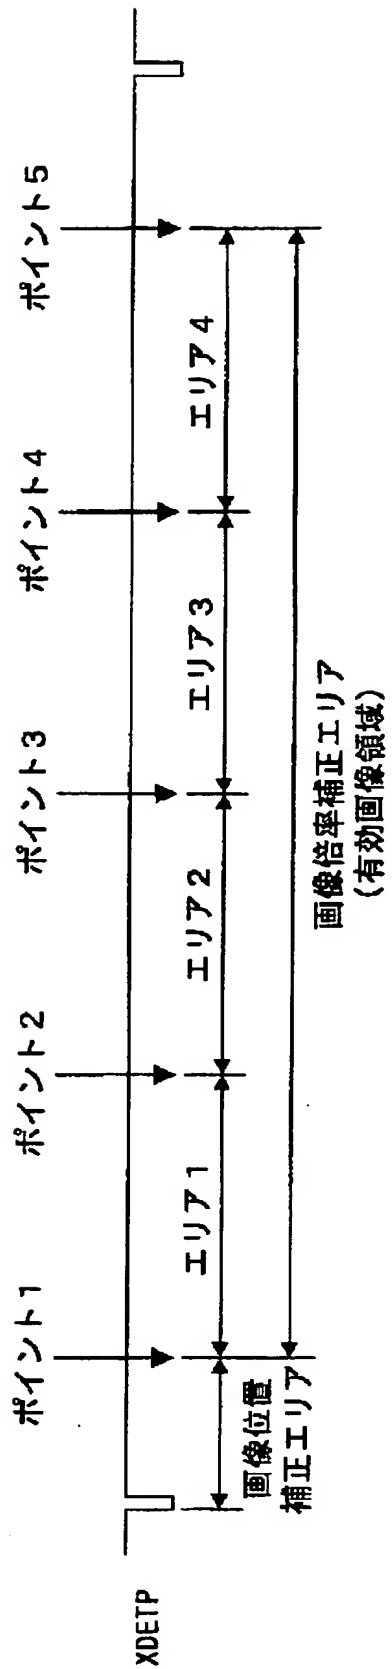 ポイント1
ポイント2
ポイント3
ポイント4
ポイント5
XDETP
エリア1
エリア2
エリア3
エリア4
画像位置
補正エリア
画像倍率補正エリア
(有効画像領域)